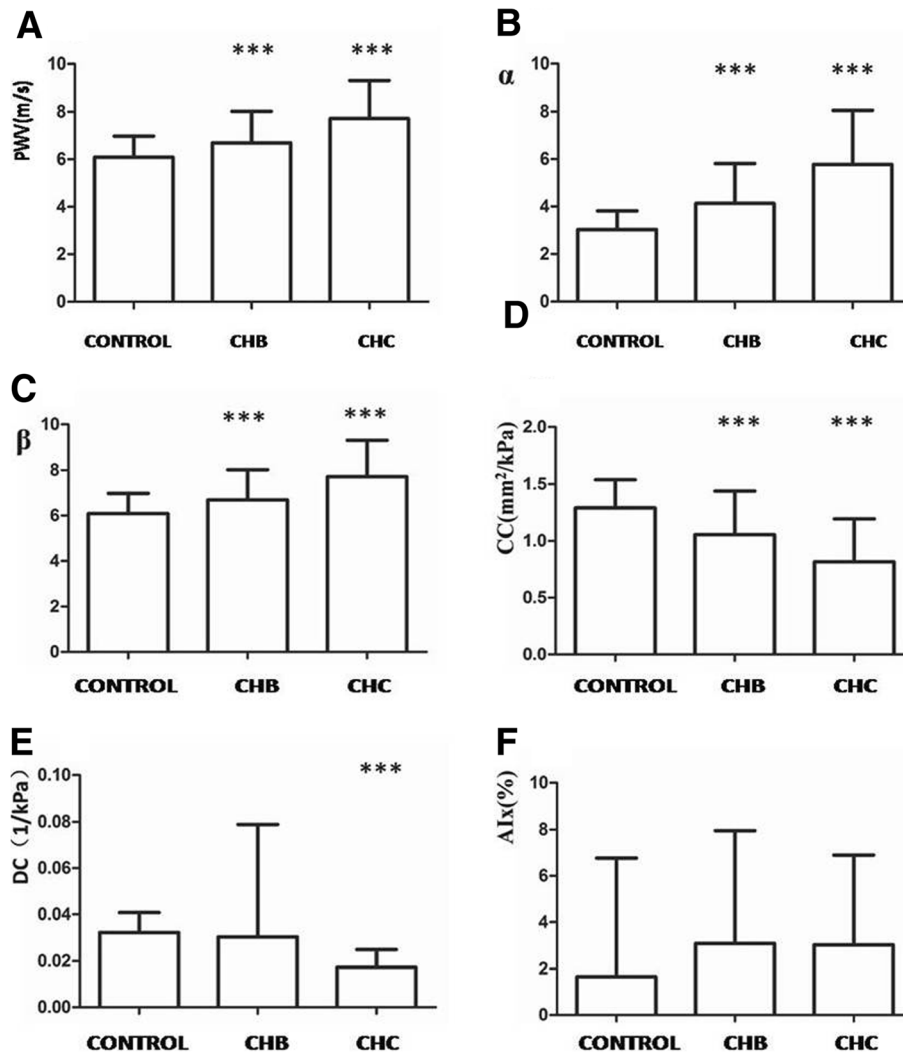 A
PWV(m/s)
10
8
6
4
2
0
*** ***
CONTROL CHB CHC
B
α
10
8
6
4
2
0
*** ***
CONTROL CHB CHC
C
β
10
8
6
4
2
0
*** ***
CONTROL CHB CHC
D
CC(mm²/kPa)
2.0
1.5
1.0
0.5
0.0
*** ***
CONTROL CHB CHC
E
DC（1/kPa）
0.10
0.08
0.06
0.04
0.02
0.00
***
CONTROL CHB CHC
F
AIx(%)
10
8
6
4
2
0
CONTROL CHB CHC